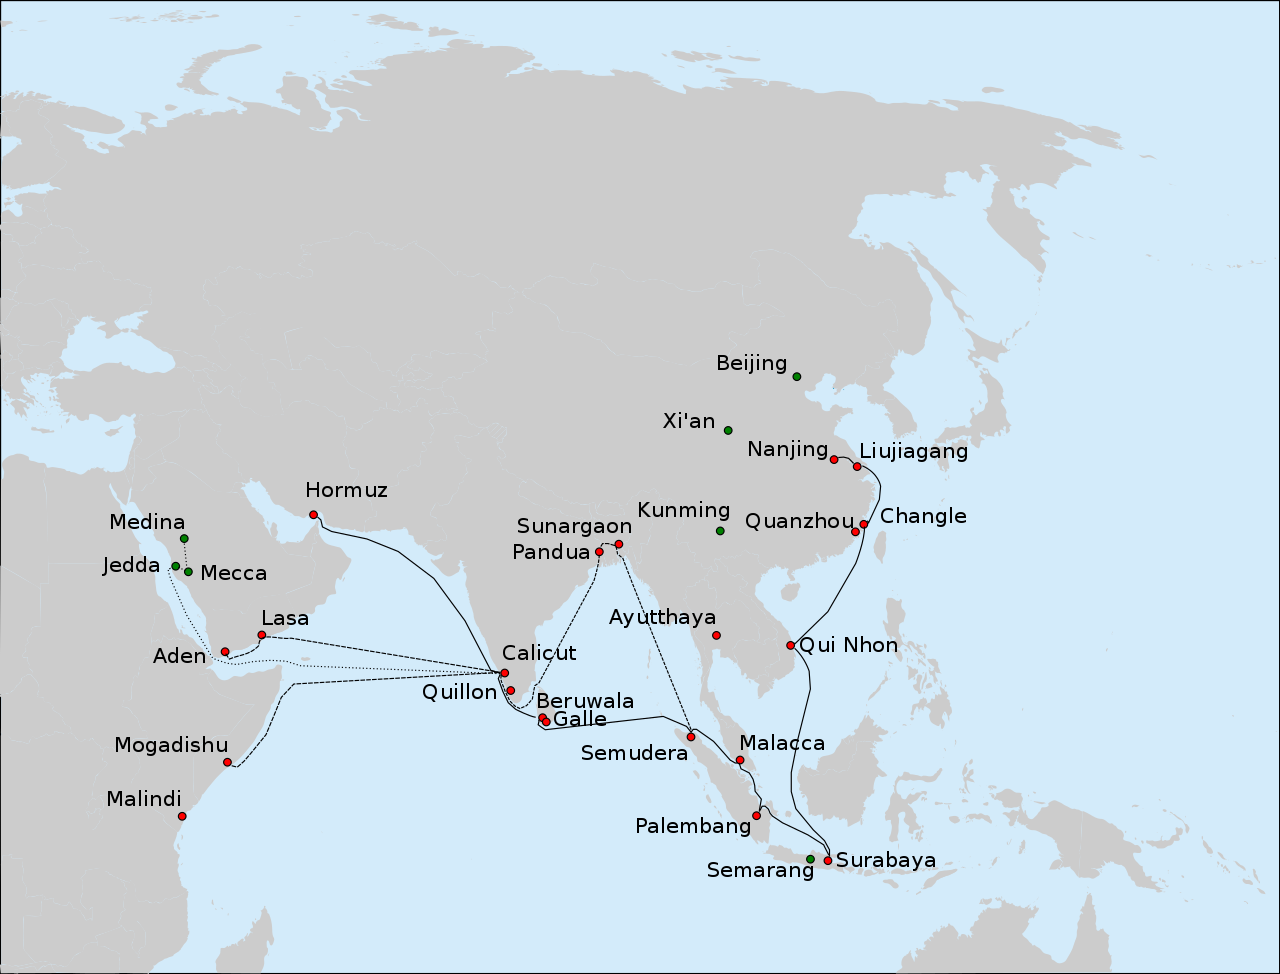 Beijing
Xi'an
Nanjing
Liujiagang
Hormuz
Kunming
Medina
Sunargaon
Quanzhou
Changle
Pandua
Jedda
Mecca
Lasa
Ayutthaya
Aden
Calicut
Qui Nhon
Quillon
Beruwala
Galle
Mogadishu
Semudera
Malacca
Malindi
Palembang
Semarang
Surabaya